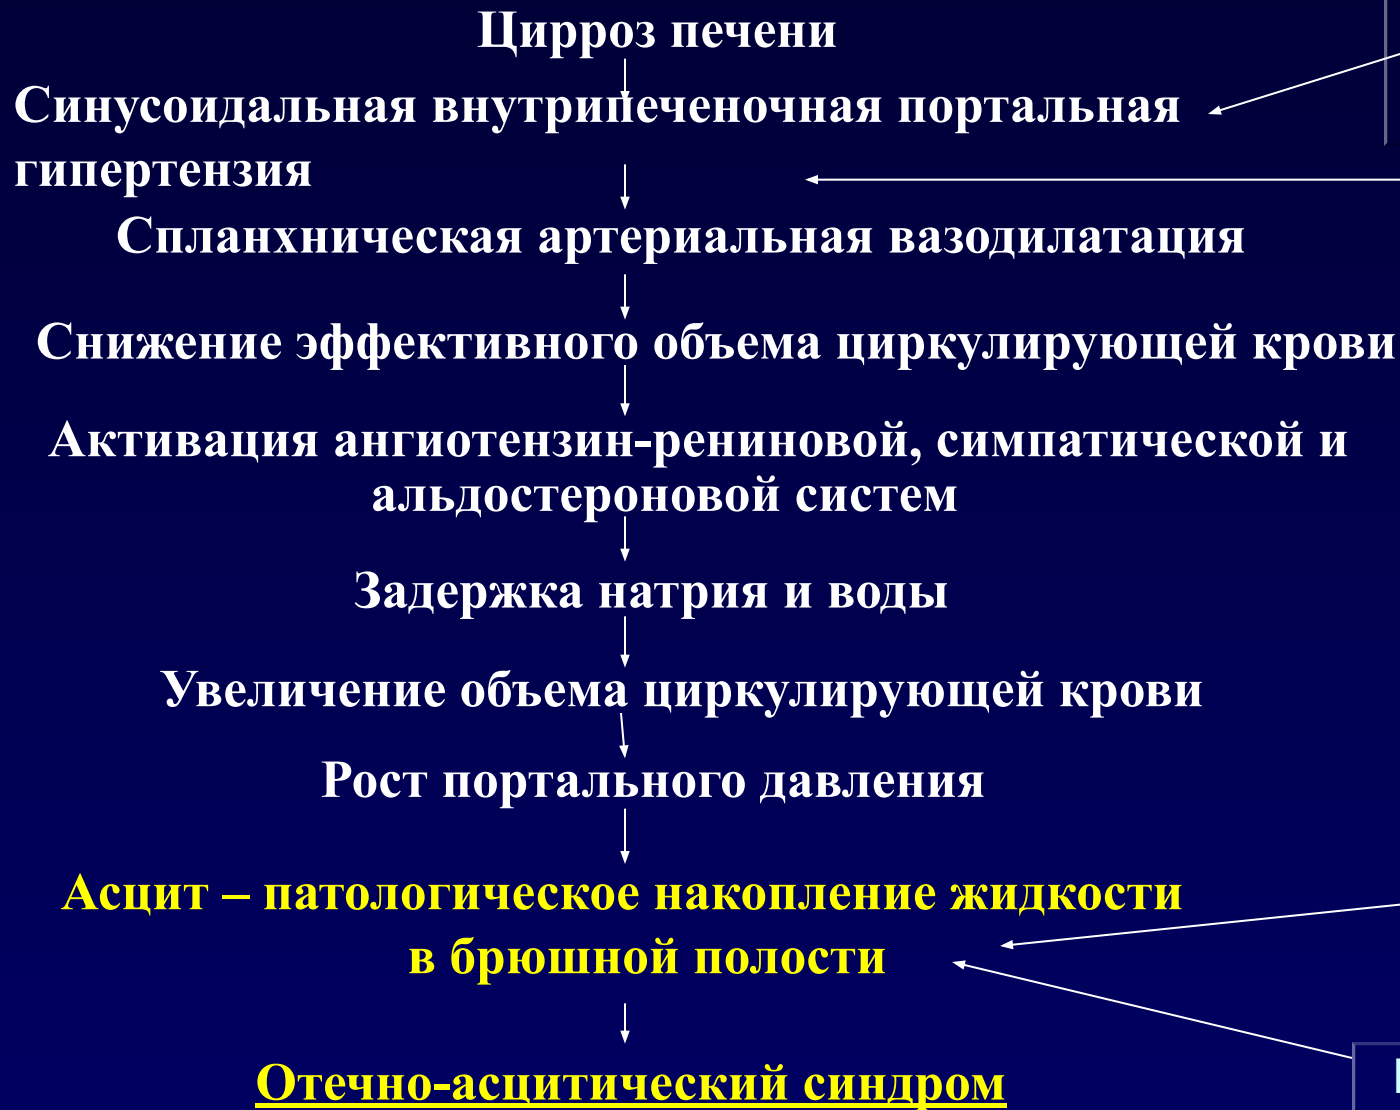 Цирроз печени
Синусоидальная внутрипеченочная портальная
гипертензия
Спланхническая артериальная вазодилатация
Снижение эффективного объема циркулирующей крови
Активация ангиотензин-рениновой, симпатической и
альдостероновой систем
Задержка натрия и воды
Увеличение объема циркулирующей крови
Рост портального давления
Асцит – патологическое накопление жидкости
в брюшной полости
Отечно-асцитический синдром